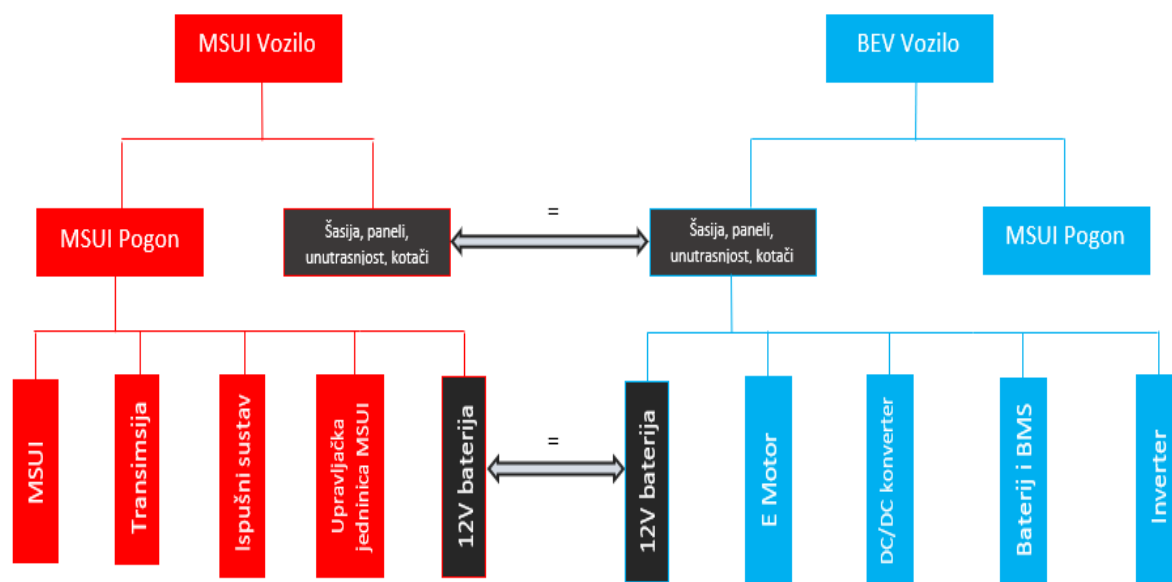 MSUI Vozilo
BEV Vozilo
MSUI Pogon
Šasija, paneli,
unutrasnjost, kotači
=
Šasija, paneli,
unutrasnjost, kotači
MSUI Pogon
MSUI
Transimsija
Ispušni sustav
Upravljačka
jedninica MSUI
12V baterija
=
12V baterija
E Motor
DC/DC konverter
Baterij i BMS
Inverter